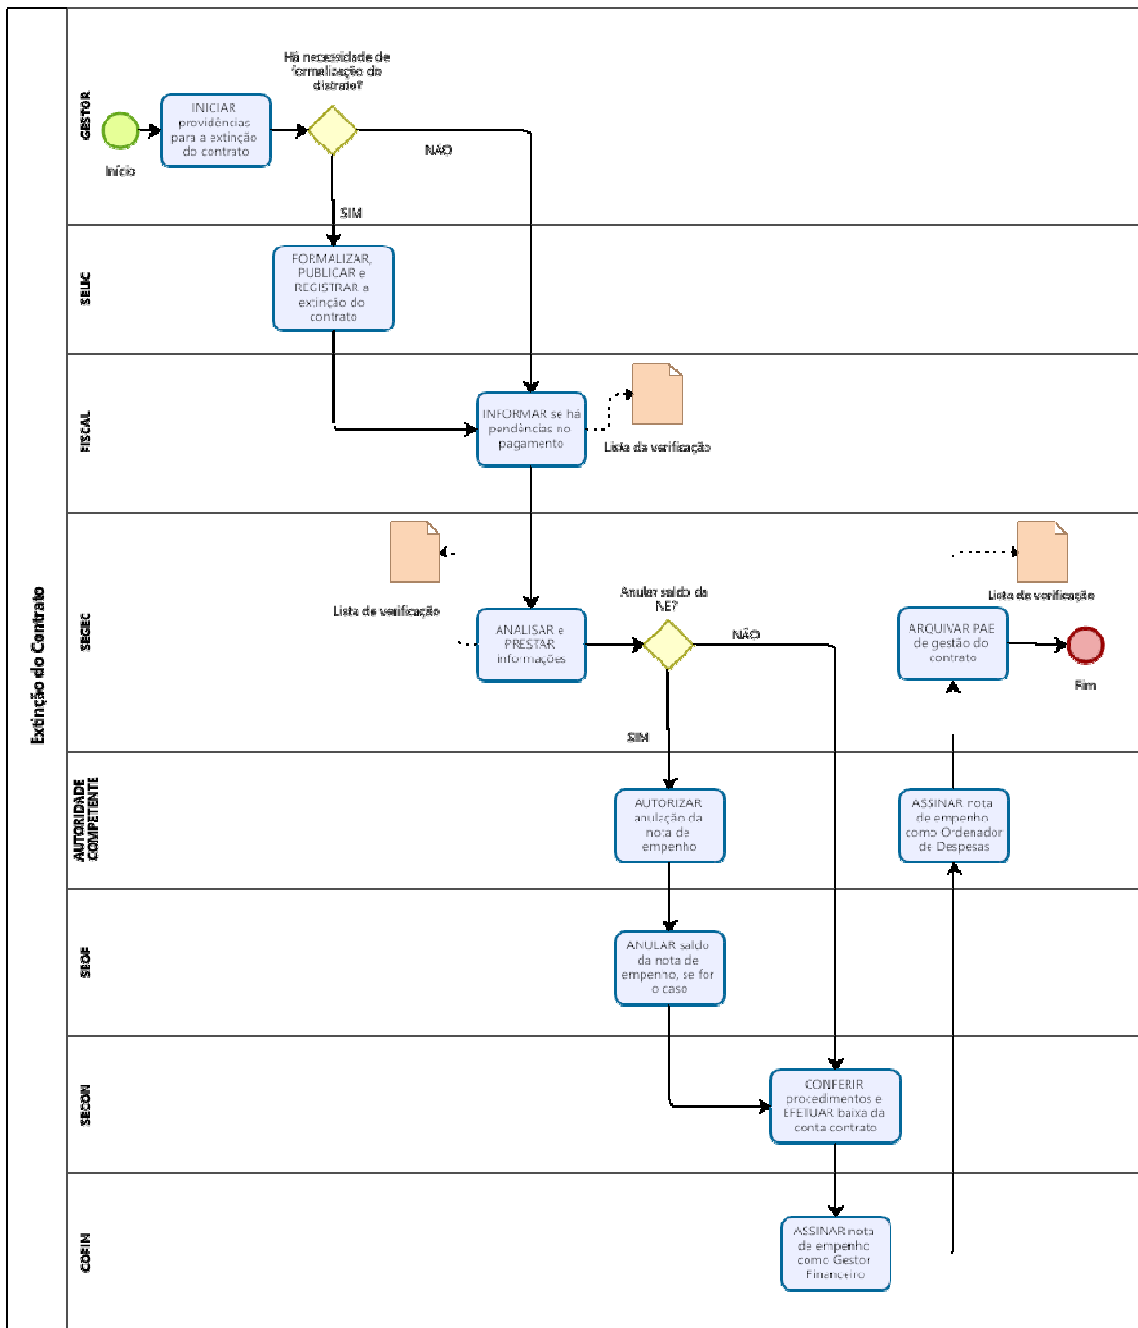 Extinção do Contrato
GESTOR
Início
INICIAR
providências
para a extinção
do contrato
Há necessidade de
formalização do
distrato?
NÃO
SIM
SELIC
FORMALIZAR,
PUBLICAR e
REGISTRAR a
extinção do
contrato
FISCAL
INFORMAR se há
pendências no
pagamento
Lista de verificação
SEGEC
Lista de verificação
ANALISAR e
PRESTAR
informações
Anular saldo da
NE?
NÃO
SIM
Lista de verificação
ARQUIVAR PAE
de gestão do
contrato
Fim
AUTORIDADE
COMPETENTE
AUTORIZAR
anulação da
nota de
empenho
ASSINAR nota
de empenho
como Ordenador
de Despesas
SEOF
ANULAR saldo
da nota de
empenho, se for
o caso
SECON
CONFERIR
procedimentos e
EFETUAR baixa da
conta contrato
COFIN
ASSINAR nota
de empenho
como Gestor
Financeiro